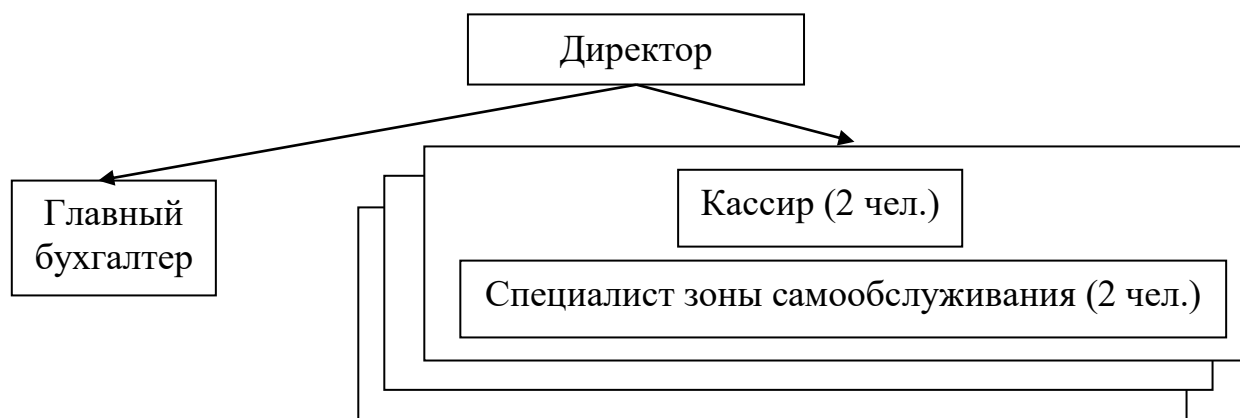 Директор
Главный
бухгалтер
Кассир (2 чел.)
Специалист зоны самообслуживания (2 чел.)